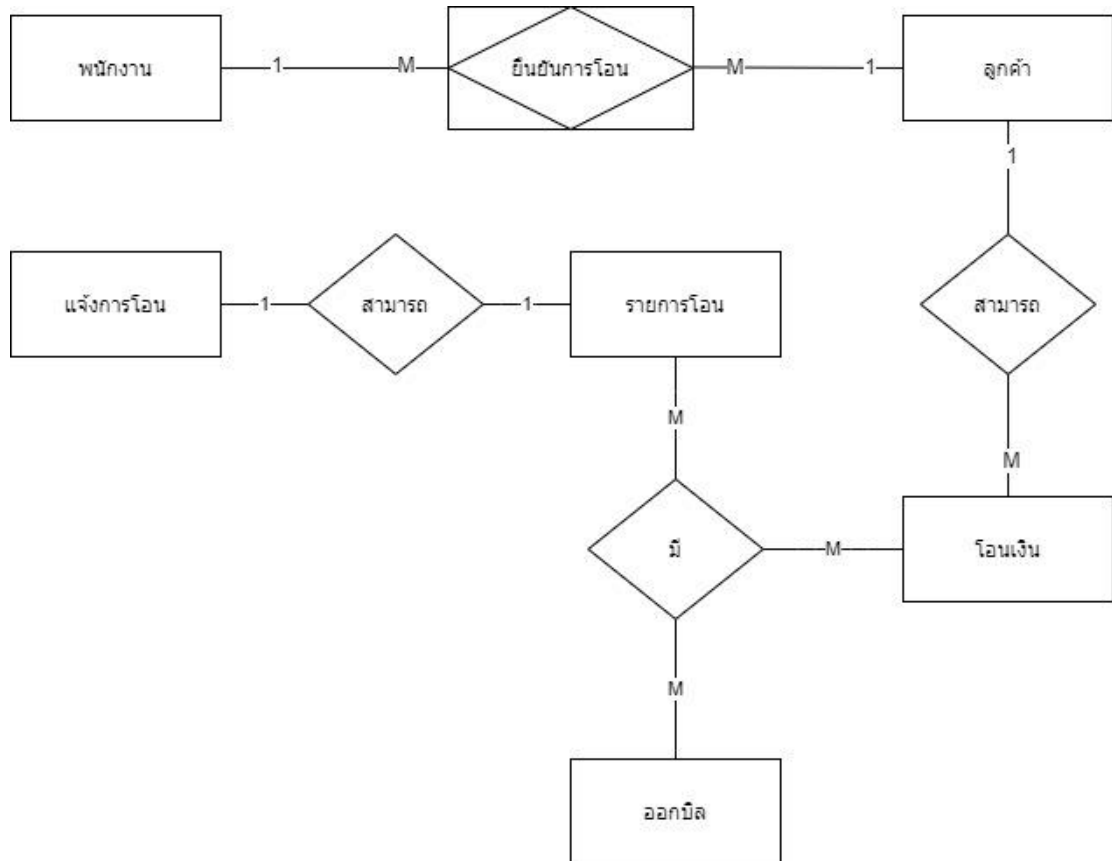 พนักงาน
1
M
ยืนยันการโอน
M
1
ลูกค้า
1
แจ้งการโอน
1
สามารถ
1
รายการโอน
สามารถ
M
M
มี
M
โอนเงิน
M
ออกบิล